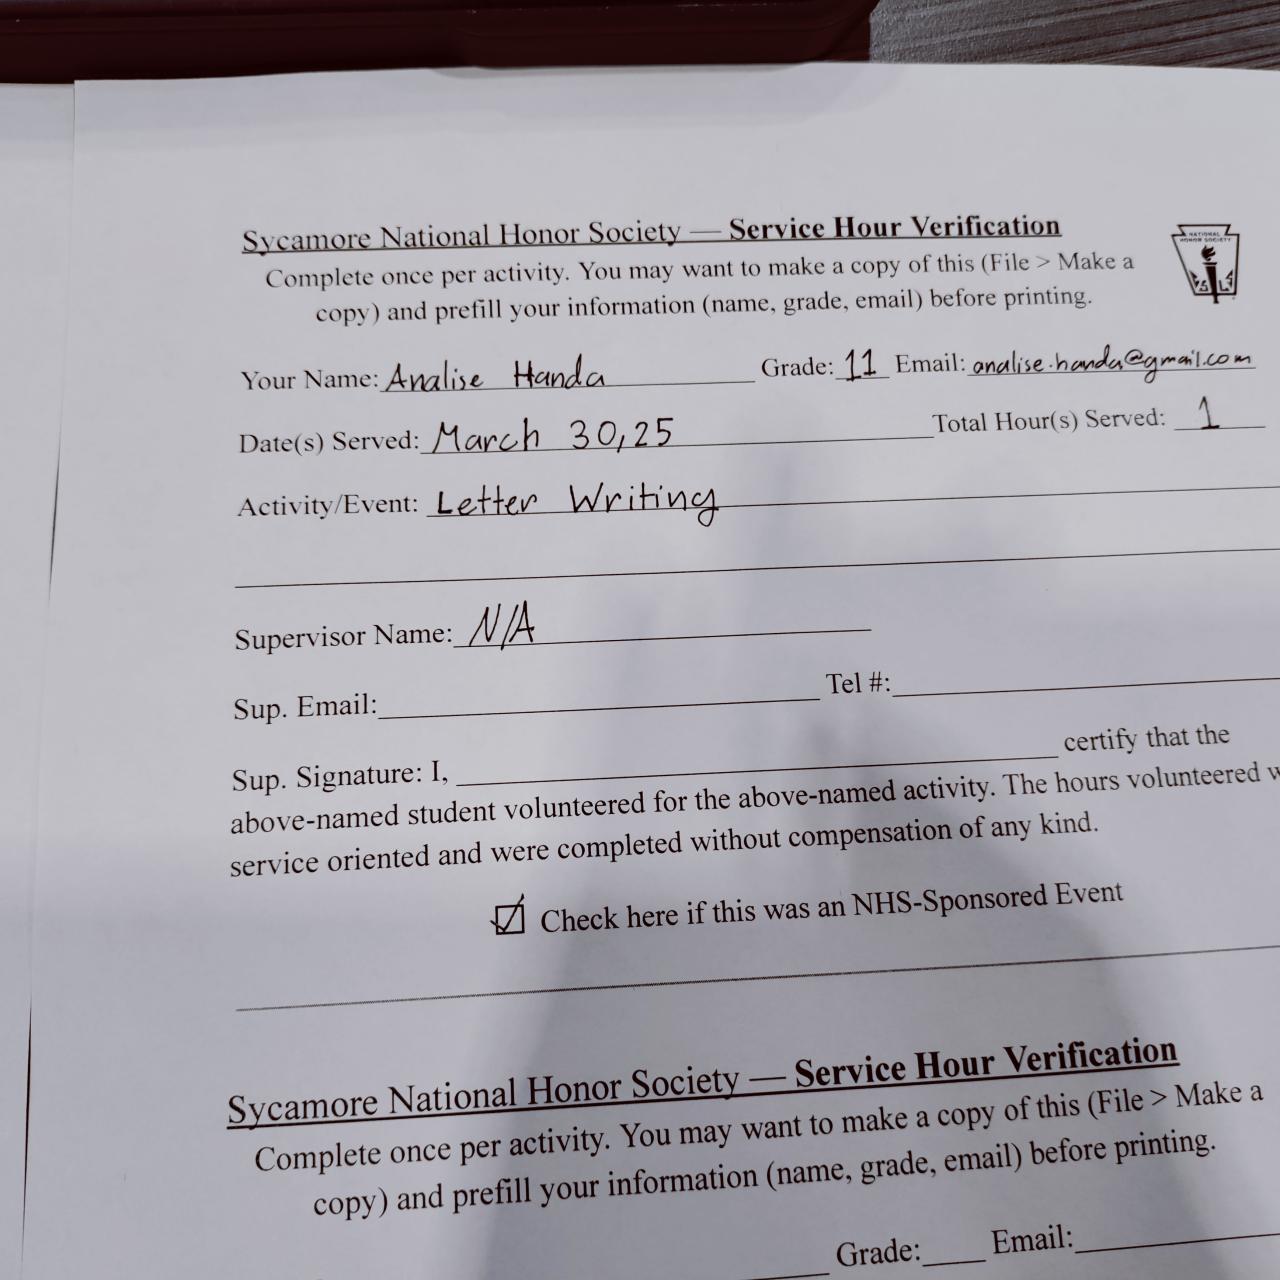 Sycamore National Honor Society — Service Hour Verification
NATIONAL
HONOR SOCIETY
Complete once per activity. You may want to make a copy of this (File > Make a
copy) and prefill your information (name, grade, email) before printing.
Your Name: Analise Handa Grade: 11 Email: analise.handa@gmail.com
Date(s) Served: March 30,25 Total Hour(s) Served: 1
Activity/Event: Letter Writing
Supervisor Name: N/A
Sup. Email: Tel #:
Sup. Signature: I, certify that the
above-named student volunteered for the above-named activity. The hours volunteered w
service oriented and were completed without compensation of any kind.
Check here if this was an NHS-Sponsored Event
Sycamore National Honor Society — Service Hour Verification
Complete once per activity. You may want to make a copy of this (File > Make a
copy) and prefill your information (name, grade, email) before printing.
Grade: Email: